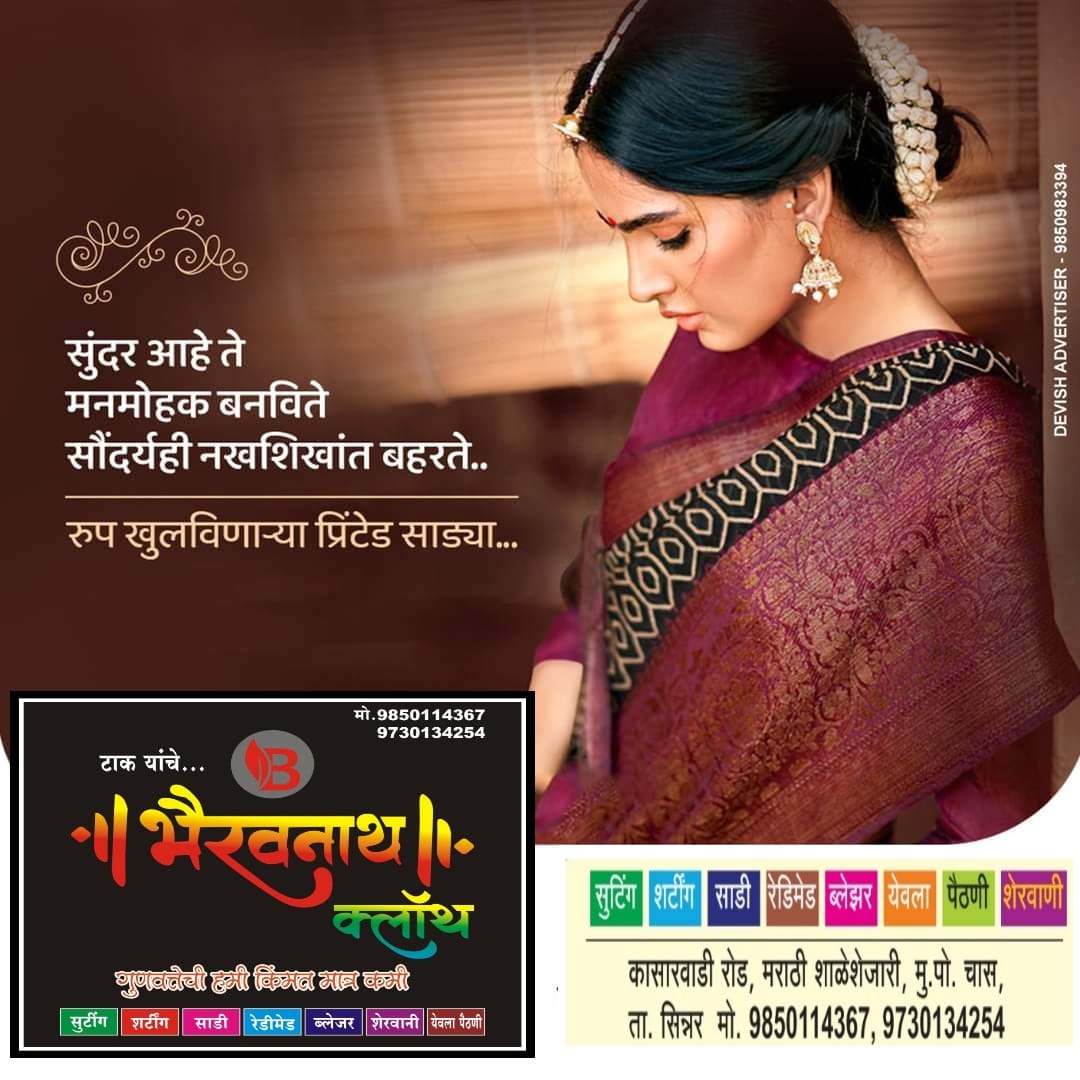 सुंदर आहे ते
मनमोहक बनविते
सौंदर्यही नखशिखांत बहरते..
रुप खुलविणाऱ्या प्रिंटेड साड्या...
DEVISH ADVERTISER - 9850983394
मो.9850114367
9730134254
टाक यांचे...
B
भैरवनाथ
क्लॉथ
गुणवत्तेची हमी किंमत मात्र कमी
सुटींग शर्टींग साडी रेडीमेड ब्लेजर शेरवानी येवला पैठणी
सुटिंग शर्टींग साडी रेडिमेड ब्लेझर येवला पैठणी शेरवाणी
कासारवाडी रोड, मराठी शाळेशेजारी, मु.पो. चास,
ता. सिन्नर मो. 9850114367, 9730134254